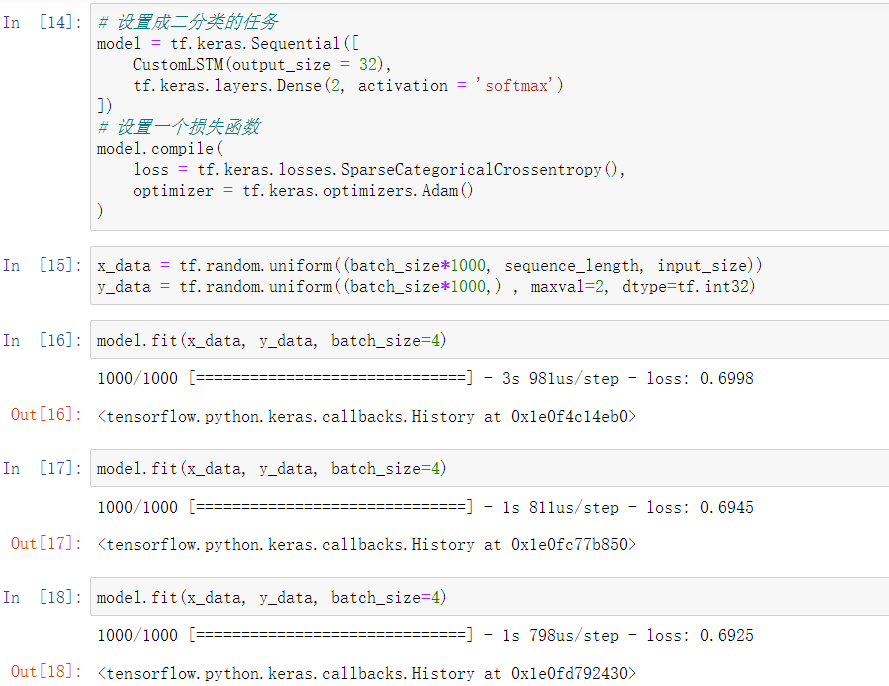 In [14]: # 设置成二分类的任务
model = tf.keras.Sequential([
    CustomLSTM(output_size = 32),
    tf.keras.layers.Dense(2, activation = 'softmax')
])
# 设置一个损失函数
model.compile(
    loss = tf.keras.losses.SparseCategoricalCrossentropy(),
    optimizer = tf.keras.optimizers.Adam()
)
In [15]: x_data = tf.random.uniform((batch_size*1000, sequence_length, input_size))
y_data = tf.random.uniform((batch_size*1000,) , maxval=2, dtype=tf.int32)
In [16]: model.fit(x_data, y_data, batch_size=4)
1000/1000 [==============================] - 3s 981us/step - loss: 0.6998
Out[16]: <tensorflow.python.keras.callbacks.History at 0x1e0f4c14eb0>
In [17]: model.fit(x_data, y_data, batch_size=4)
1000/1000 [==============================] - 1s 811us/step - loss: 0.6945
Out[17]: <tensorflow.python.keras.callbacks.History at 0x1e0fc77b850>
In [18]: model.fit(x_data, y_data, batch_size=4)
1000/1000 [==============================] - 1s 798us/step - loss: 0.6925
Out[18]: <tensorflow.python.keras.callbacks.History at 0x1e0fd792430>